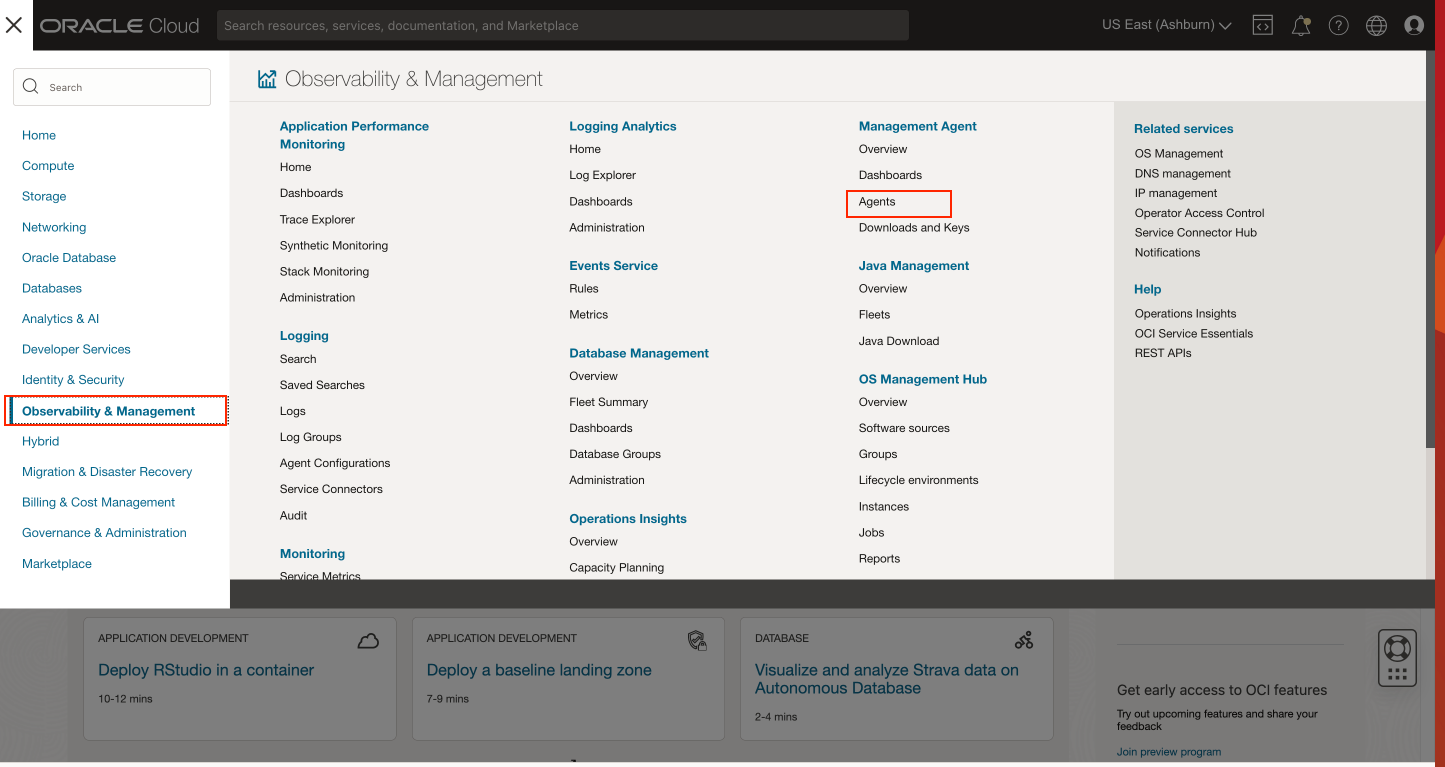 ORACLE Cloud
Search resources, services, documentation, and Marketplace
US East (Ashburn)
Search
Home
Compute
Storage
Networking
Oracle Database
Databases
Analytics & AI
Developer Services
Identity & Security
Observability & Management
Hybrid
Migration & Disaster Recovery
Billing & Cost Management
Governance & Administration
Marketplace
Observability & Management
Application Performance
Monitoring
Home
Dashboards
Trace Explorer
Synthetic Monitoring
Stack Monitoring
Administration
Logging
Search
Saved Searches
Logs
Log Groups
Agent Configurations
Service Connectors
Audit
Monitoring
Service Metrics
Logging Analytics
Home
Log Explorer
Dashboards
Administration
Events Service
Rules
Metrics
Database Management
Overview
Fleet Summary
Dashboards
Database Groups
Administration
Operations Insights
Overview
Capacity Planning
Management Agent
Overview
Dashboards
Agents
Downloads and Keys
Java Management
Overview
Fleets
Java Download
OS Management Hub
Overview
Software sources
Groups
Lifecycle environments
Instances
Jobs
Reports
Related services
OS Management
DNS management
IP management
Operator Access Control
Service Connector Hub
Notifications
Help
Operations Insights
OCI Service Essentials
REST APIs
APPLICATION DEVELOPMENT
Deploy RStudio in a container
10-12 mins
APPLICATION DEVELOPMENT
Deploy a baseline landing zone
7-9 mins
DATABASE
Visualize and analyze Strava data on
Autonomous Database
2-4 mins
Get early access to OCI features
Try out upcoming features and share your
feedback
Join preview program